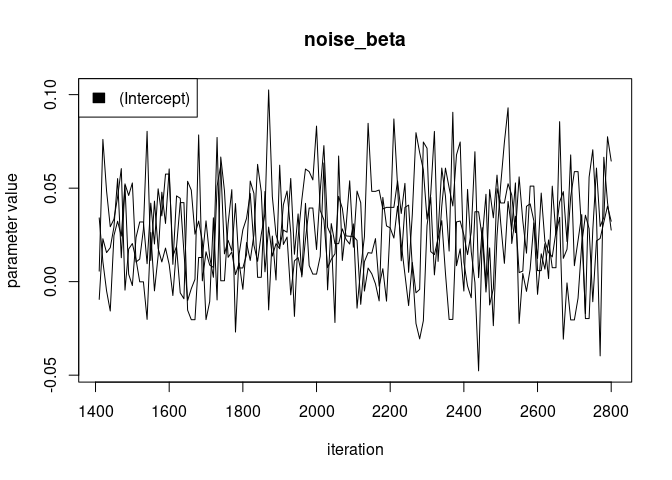 noise_beta
(Intercept)
0.10
0.05
0.00
-0.05
parameter value
1400 1600 1800 2000 2200 2400 2600 2800
iteration